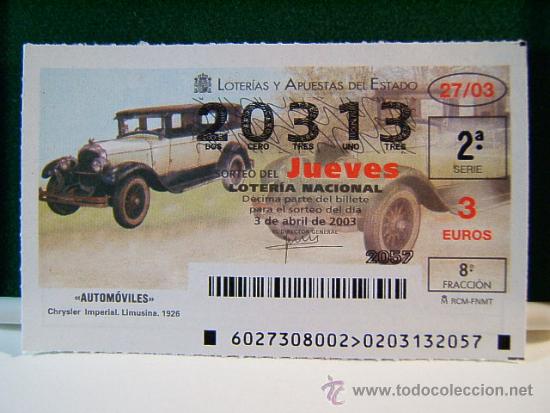 LOTERÍAS Y APUESTAS DEL ESTADO
27/03
20313
DOS CERO TRES UNO TRES
2ª
SERIE
SORTEO DEL Jueves
LOTERÍA NACIONAL
Décima parte del billete
para el sorteo del día
3 de abril de 2003
EL DIRECTOR GENERAL
3
EUROS
2057
8ª
FRACCIÓN
RCM-FNMT
«AUTOMÓVILES»
Chrysler Imperial. Limusina. 1926
6027308002>0203132057
todocolección
www.todocoleccion.net